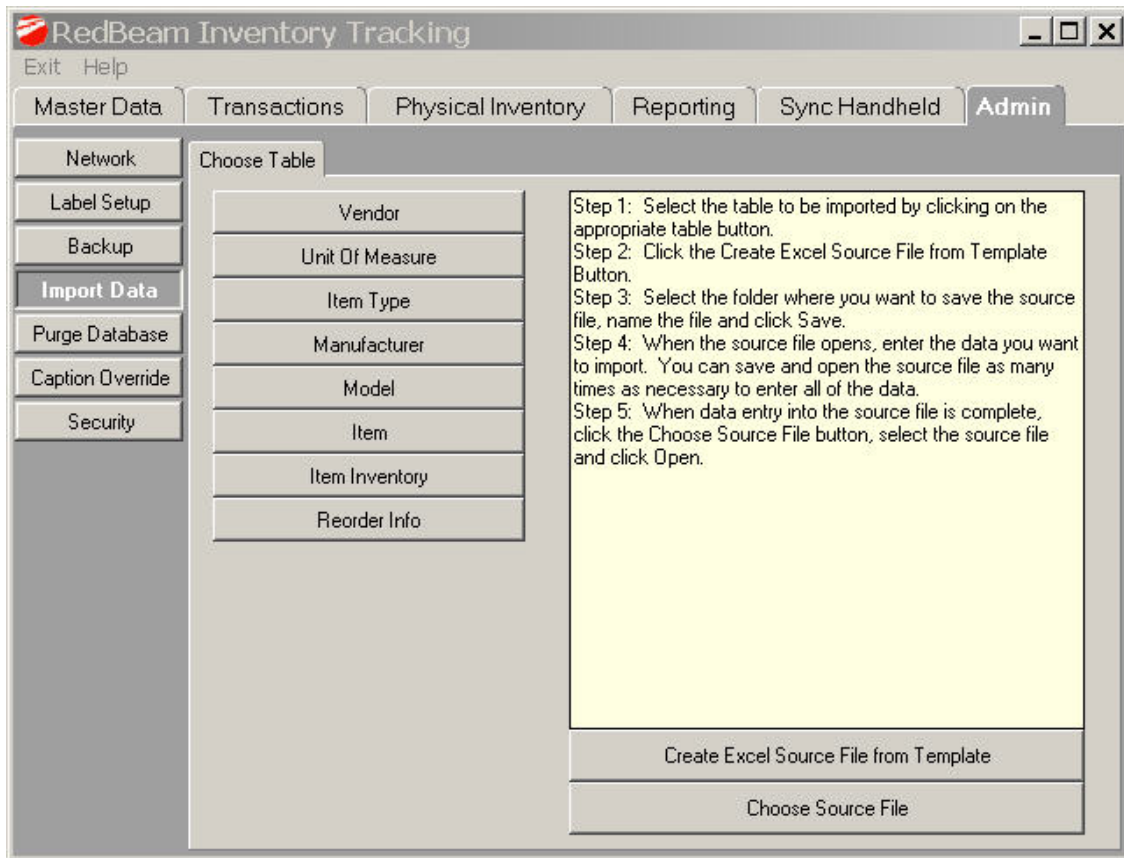 RedBeam Inventory Tracking
Exit Help
Master Data Transactions Physical Inventory Reporting Sync Handheld Admin
Network
Label Setup
Backup
Import Data
Purge Database
Caption Override
Security
Choose Table
Vendor
Unit Of Measure
Item Type
Manufacturer
Model
Item
Item Inventory
Reorder Info
Step 1: Select the table to be imported by clicking on the
appropriate table button.
Step 2: Click the Create Excel Source File from Template
Button.
Step 3: Select the folder where you want to save the source
file, name the file and click Save.
Step 4: When the source file opens, enter the data you want
to import. You can save and open the source file as many
times as necessary to enter all of the data.
Step 5: When data entry into the source file is complete,
click the Choose Source File button, select the source file
and click Open.
Create Excel Source File from Template
Choose Source File